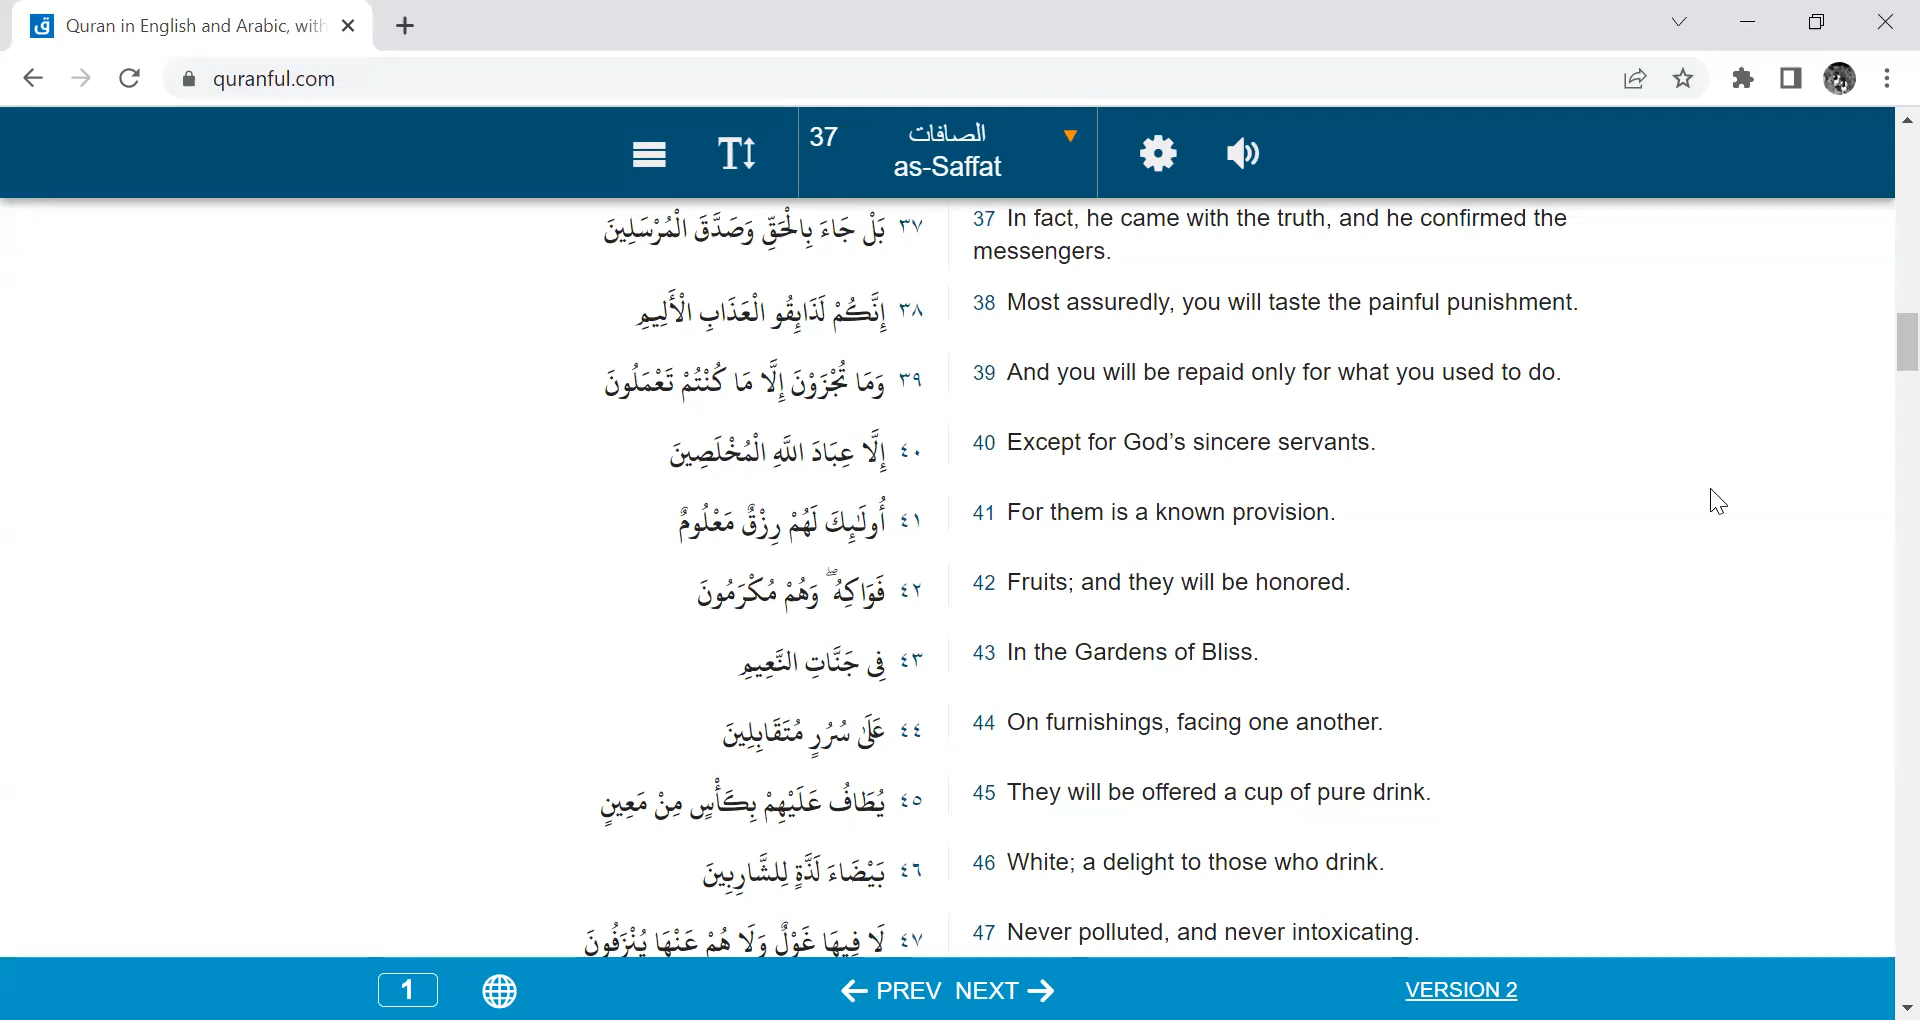 Quran in English and Arabic, with
quranful.com
37
الصافات
as-Saffat
٣٧ بَلْ جَاءَ بِالْحَقِّ وَصَدَّقَ الْمُرْسَلِينَ
37 In fact, he came with the truth, and he confirmed the
messengers.
٣٨ إِنَّكُمْ لَذَائِقُو الْعَذَابِ الْأَلِيمِ
38 Most assuredly, you will taste the painful punishment.
٣٩ وَمَا تُجْزَوْنَ إِلَّا مَا كُنْتُمْ تَعْمَلُونَ
39 And you will be repaid only for what you used to do.
٤٠ إِلَّا عِبَادَ اللَّهِ الْمُخْلَصِينَ
40 Except for God’s sincere servants.
٤١ أُولَٰئِكَ لَهُمْ رِزْقٌ مَعْلُومٌ
41 For them is a known provision.
٤٢ فَوَاكِهُ ۖ وَهُمْ مُكْرَمُونَ
42 Fruits; and they will be honored.
٤٣ فِي جَنَّاتِ النَّعِيمِ
43 In the Gardens of Bliss.
٤٤ عَلَىٰ سُرُرٍ مُتَقَابِلِينَ
44 On furnishings, facing one another.
٤٥ يُطَافُ عَلَيْهِمْ بِكَأْسٍ مِنْ مَعِينٍ
45 They will be offered a cup of pure drink.
٤٦ بَيْضَاءَ لَذَّةٍ لِلشَّارِبِينَ
46 White; a delight to those who drink.
٤٧ لَا فِيهَا غَوْلٌ وَلَا هُمْ عَنْهَا يُنْزَفُونَ
47 Never polluted, and never intoxicating.
1
PREV NEXT
VERSION 2